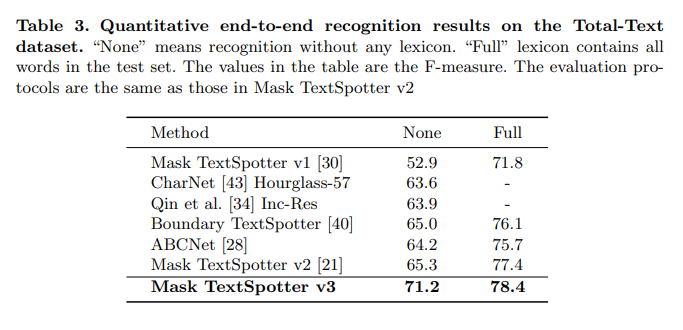 Table 3. Quantitative end-to-end recognition results on the Total-Text
dataset. “None” means recognition without any lexicon. “Full” lexicon contains all
words in the test set. The values in the table are the F-measure. The evaluation pro-
tocols are the same as those in Mask TextSpotter v2
Method None Full
Mask TextSpotter v1 [30] 52.9 71.8
CharNet [43] Hourglass-57 63.6 -
Qin et al. [34] Inc-Res 63.9 -
Boundary TextSpotter [40] 65.0 76.1
ABCNet [28] 64.2 75.7
Mask TextSpotter v2 [21] 65.3 77.4
Mask TextSpotter v3 71.2 78.4